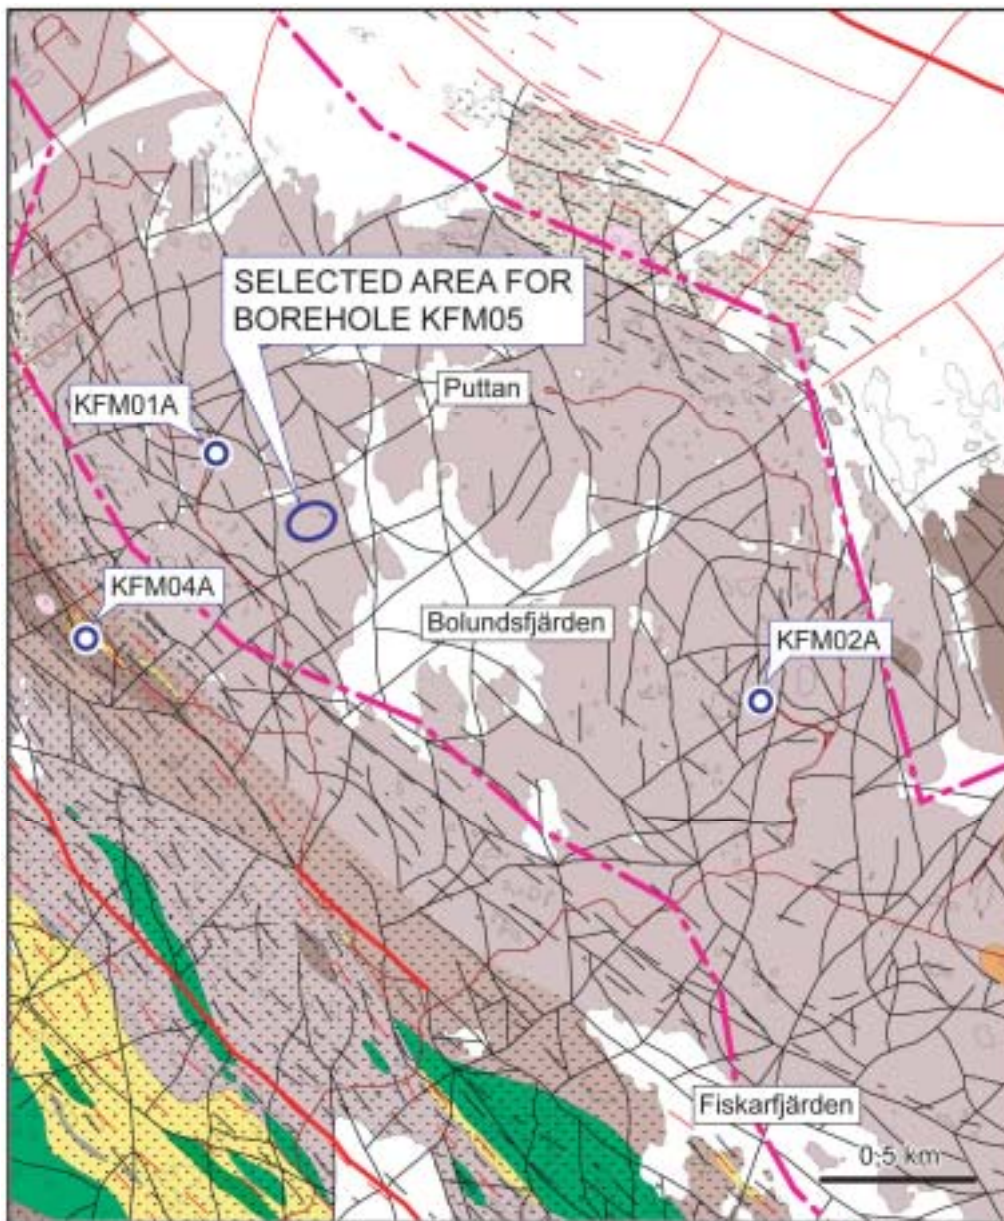 SELECTED AREA FOR
BOREHOLE KFM05
Puttan
KFM01A
KFM04A
Bolundsfjärden
KFM02A
Fiskarfjärden
0.5 km